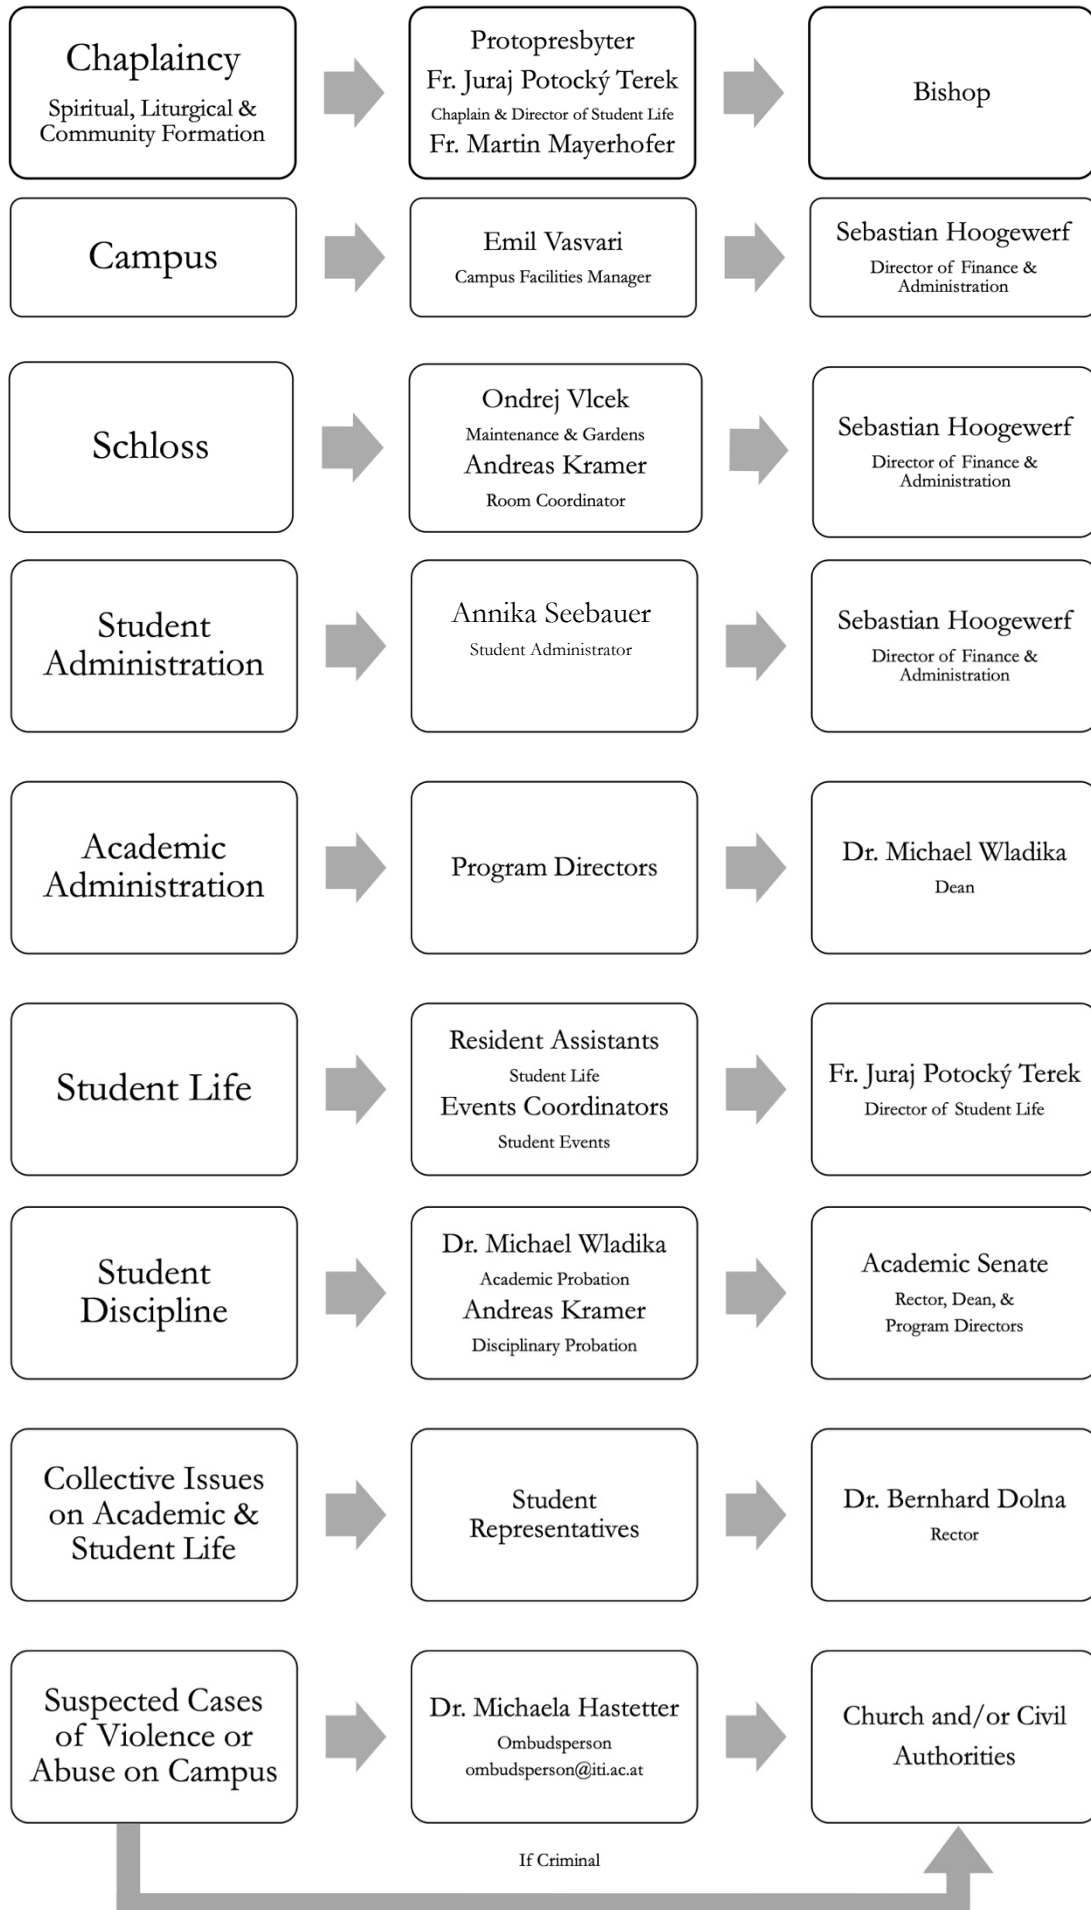 Chaplaincy
Spiritual, Liturgical &
Community Formation
Protopresbyter
Fr. Juraj Potocký Terek
Chaplain & Director of Student Life
Fr. Martin Mayerhofer
Bishop
Campus
Emil Vasvari
Campus Facilities Manager
Sebastian Hoogewerf
Director of Finance &
Administration
Schloss
Ondrej Vlcek
Maintenance & Gardens
Andreas Kramer
Room Coordinator
Sebastian Hoogewerf
Director of Finance &
Administration
Student
Administration
Annika Seebauer
Student Administrator
Sebastian Hoogewerf
Director of Finance &
Administration
Academic
Administration
Program Directors
Dr. Michael Wladika
Dean
Student Life
Resident Assistants
Student Life
Events Coordinators
Student Events
Fr. Juraj Potocký Terek
Director of Student Life
Student
Discipline
Dr. Michael Wladika
Academic Probation
Andreas Kramer
Disciplinary Probation
Academic Senate
Rector, Dean, &
Program Directors
Collective Issues
on Academic &
Student Life
Student
Representatives
Dr. Bernhard Dolna
Rector
Suspected Cases
of Violence or
Abuse on Campus
Dr. Michaela Hastetter
Ombudsperson
ombudsperson@iti.ac.at
Church and/or Civil
Authorities
If Criminal